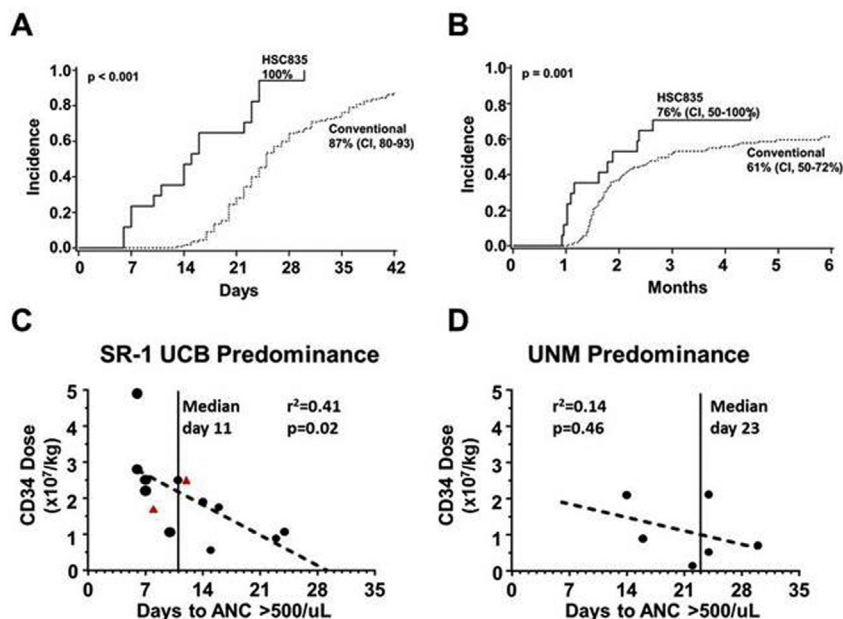 A
HSC835
100%
p < 0.001
Conventional
87% (CI, 80-93)
Incidence
1.0
0.8
0.6
0.4
0.2
0.0
0 7 14 21 28 35 42
Days
B
p = 0.001
HSC835
76% (CI, 50-100%)
Conventional
61% (CI, 50-72%)
Incidence
1.0
0.8
0.6
0.4
0.2
0.0
0 1 2 3 4 5 6
Months
C
SR-1 UCB Predominance
Median
day 11
r²=0.41
p=0.02
CD34 Dose
(x10⁷/kg)
5
4
3
2
1
0
0 7 14 21 28 35
Days to ANC >500/uL
D
UNM Predominance
r²=0.14
p=0.46
Median
day 23
CD34 Dose
(x10⁷/kg)
5
4
3
2
1
0
0 7 14 21 28 35
Days to ANC >500/uL